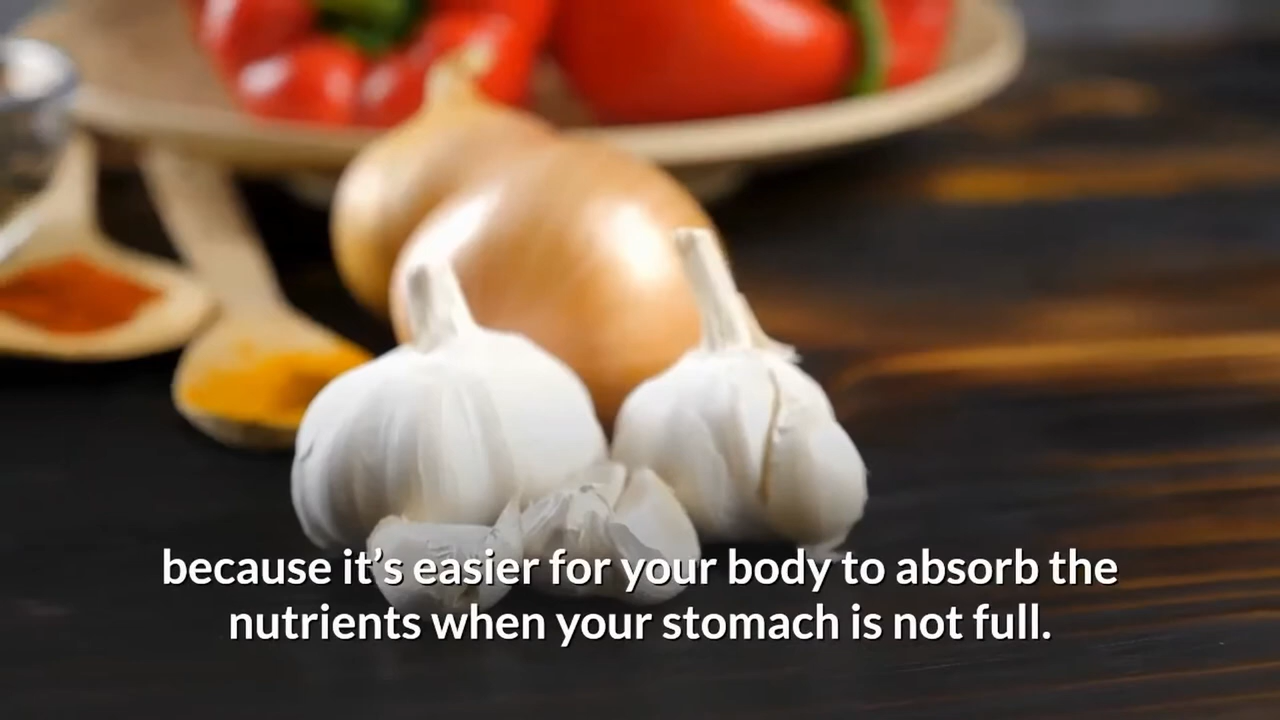 because it’s easier for your body to absorb the
nutrients when your stomach is not full.